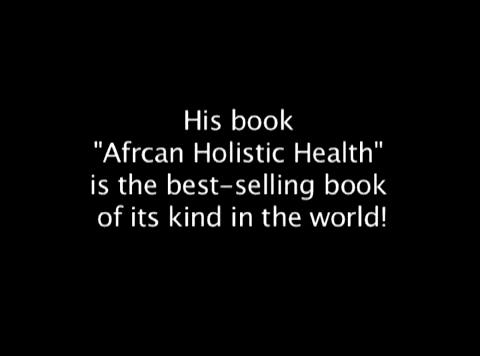 His book
"Afrcan Holistic Health"
is the best-selling book
of its kind in the world!